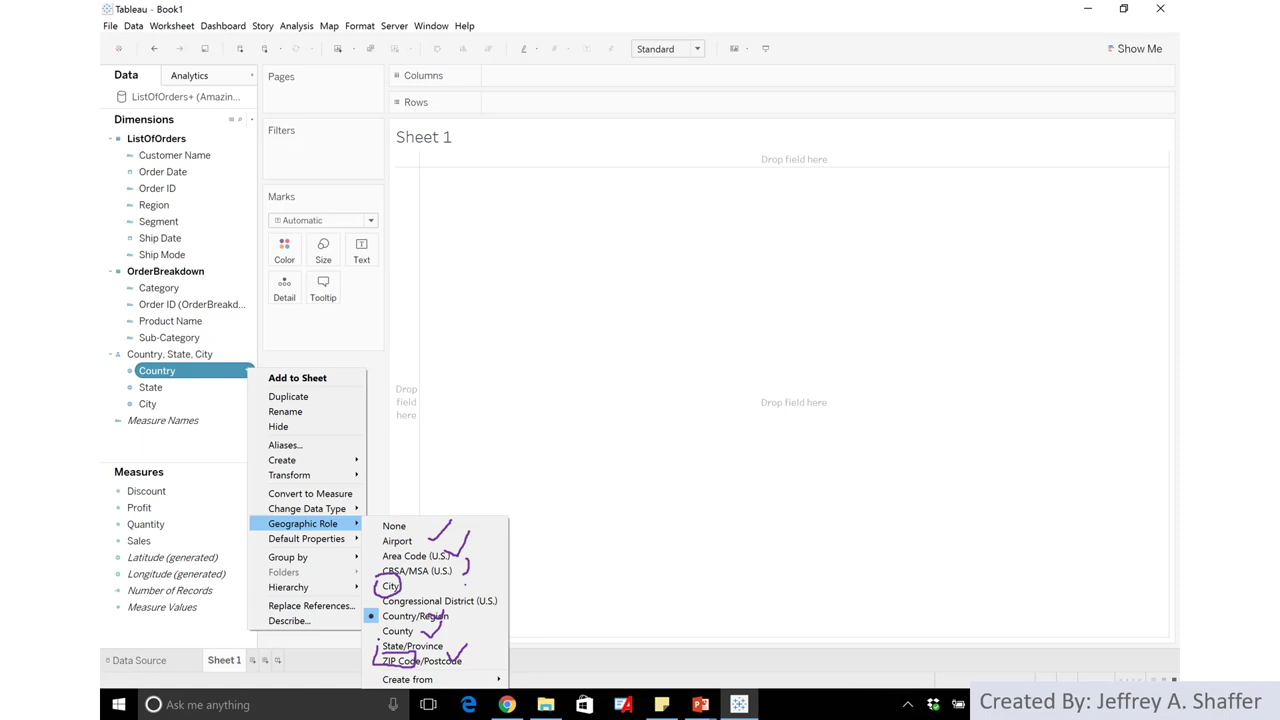 Tableau - Book1
File Data Worksheet Dashboard Story Analysis Map Format Server Window Help
Standard
Show Me
Data
Analytics
Pages
Columns
ListOfOrders+ (Amazin...
Rows
Dimensions
Filters
Sheet 1
ListOfOrders
Customer Name
Drop field here
Order Date
Order ID
Marks
Region
Automatic
Segment
Ship Date
Ship Mode
Color Size Text
OrderBreakdown
Category
Detail Tooltip
Order ID (OrderBreakd...
Product Name
Sub-Category
Country, State, City
Country
State
City
Measure Names
Add to Sheet
Duplicate
Rename
Hide
Aliases...
Create
Transform
Convert to Measure
Change Data Type
Geographic Role
Default Properties
Group by
Folders
Hierarchy
Replace References...
Describe...
Drop
field
here
Drop field here
Measures
Discount
Profit
Quantity
Sales
Latitude (generated)
Longitude (generated)
Number of Records
Measure Values
None
Airport
Area Code (U.S.)
CBSA/MSA (U.S.)
City
Congressional District (U.S.)
Country/Region
County
State/Province
ZIP Code/Postcode
Create from
Data Source
Sheet 1
Ask me anything
Created By: Jeffrey A. Shaffer